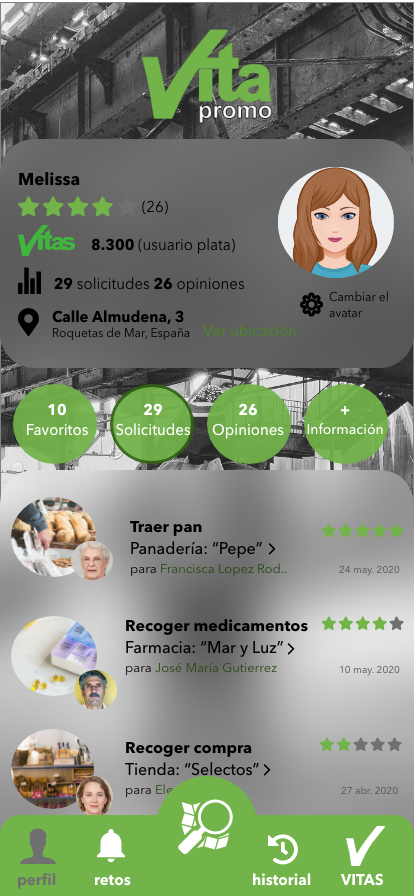 Vita
promo
Melissa
(26)
Vitas 8.300 (usuario plata)
29 solicitudes 26 opiniones
Calle Almudena, 3
Roquetas de Mar, España Ver ubicación
Cambiar el
avatar
10
Favoritos
29
Solicitudes
26
Opiniones
+
Información
Traer pan
Panadería: “Pepe” >
para Francisca Lopez Rod..
24 may. 2020
Recoger medicamentos
Farmacia: “Mar y Luz” >
para José María Gutierrez
10 may. 2020
Recoger compra
Tienda: “Selectos” >
para Ele
27 abr. 2020
perfil
retos
historial
VITAS